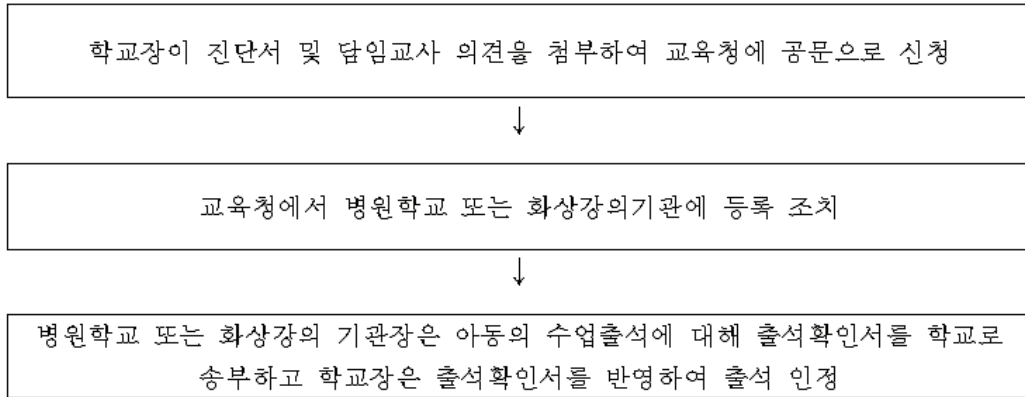 학교장이 진단서 및 담임교사 의견을 첨부하여 교육청에 공문으로 신청
↓
교육청에서 병원학교 또는 화상강의기관에 등록 조치
↓
병원학교 또는 화상강의 기관장은 아동의 수업출석에 대해 출석확인서를 학교로
송부하고 학교장은 출석확인서를 반영하여 출석 인정